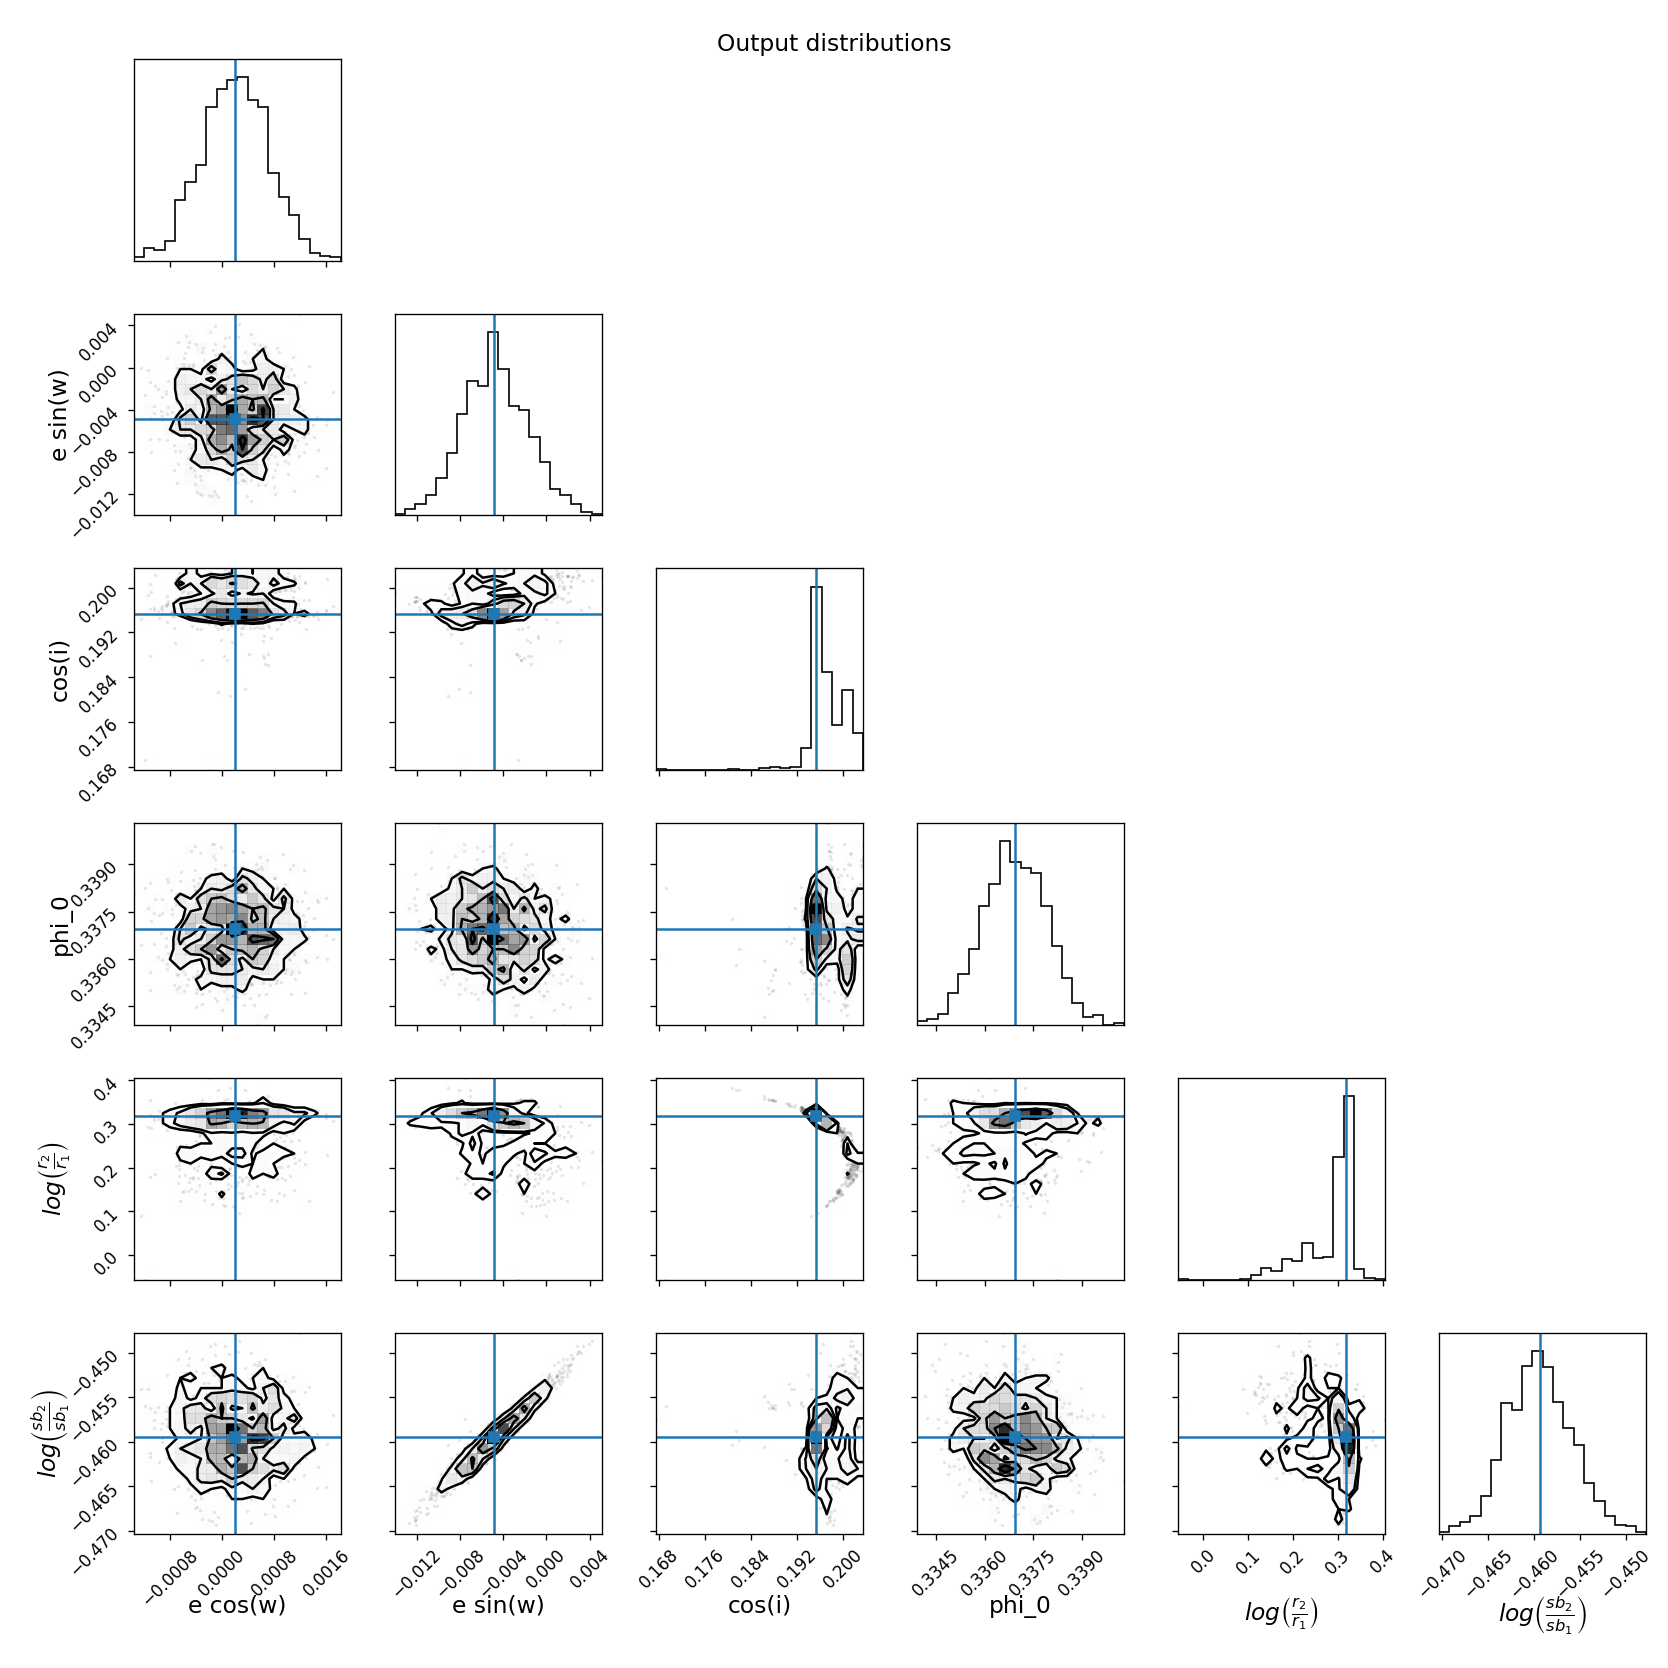 Output distributions
e sin(w)
0.004
0.000
−0.004
−0.008
−0.012
cos(i)
0.200
0.192
0.184
0.176
0.168
phi_0
0.3390
0.3375
0.3360
0.3345
log(r₂/r₁)
0.4
0.3
0.2
0.1
0.0
log(sb₂/sb₁)
−0.450
−0.455
−0.460
−0.465
−0.470
−0.0008 0.0000 0.0008 0.0016
−0.012 −0.008 −0.004 0.000 0.004
0.168 0.176 0.184 0.192 0.200
0.3345 0.3360 0.3375 0.3390
0.0 0.1 0.2 0.3 0.4
−0.470 −0.465 −0.460 −0.455 −0.450
e cos(w) e sin(w) cos(i) phi_0 log(r₂/r₁) log(sb₂/sb₁)